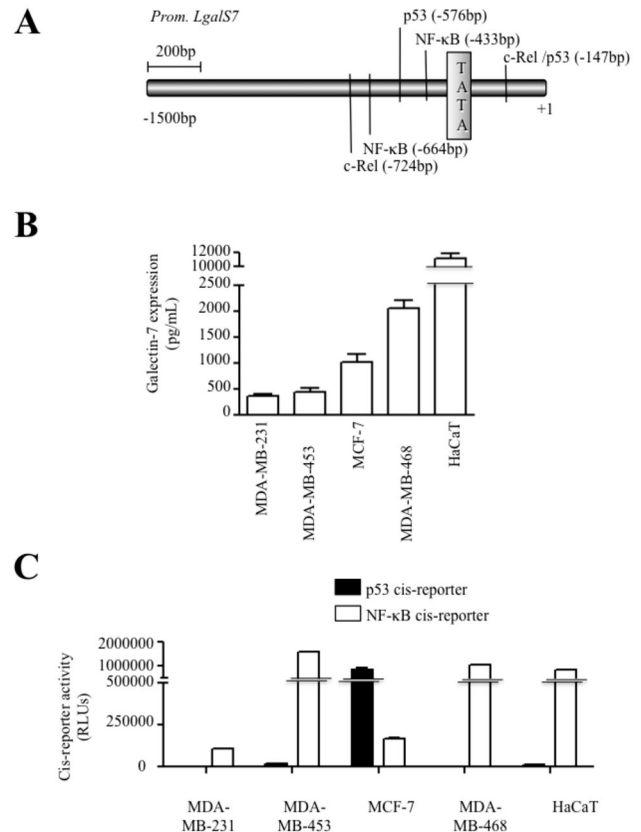 A
Prom. LgalS7
200bp
p53 (-576bp)
NF-κB (-433bp)
c-Rel /p53 (-147bp)
TATA
-1500bp
+1
NF-κB (-664bp)
c-Rel (-724bp)
B
Galectin-7 expression
(pg/mL)
12000
10000
2500
2000
1500
1000
500
0
MDA-MB-231
MDA-MB-453
MCF-7
MDA-MB-468
HaCaT
C
p53 cis-reporter
NF-κB cis-reporter
Cis-reporter activity
(RLUs)
2000000
1000000
500000
250000
0
MDA-
MB-231
MDA-
MB-453
MCF-7
MDA-
MB-468
HaCaT